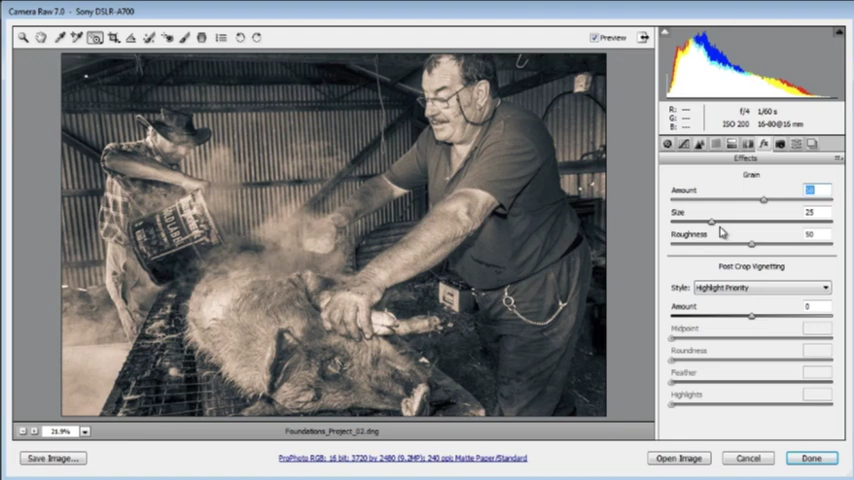 Camera Raw 7.0 - Sony DSLR-A700
Preview
R: ---
G: ---
B: ---
f/4 1/60 s
ISO 200 16-80@16 mm
Effects
Grain
Amount
Size 25
Roughness 50
Post Crop Vignetting
Style: Highlight Priority
Amount 0
Midpoint
Roundness
Feather
Highlights
OLD LABEL
21.9%
Foundations_Project_02.dng
Save Image...
ProPhoto RGB; 16 bit; 3720 by 2480 (9.2MP); 240 ppi; Matte Paper/Standard
Open Image
Cancel
Done